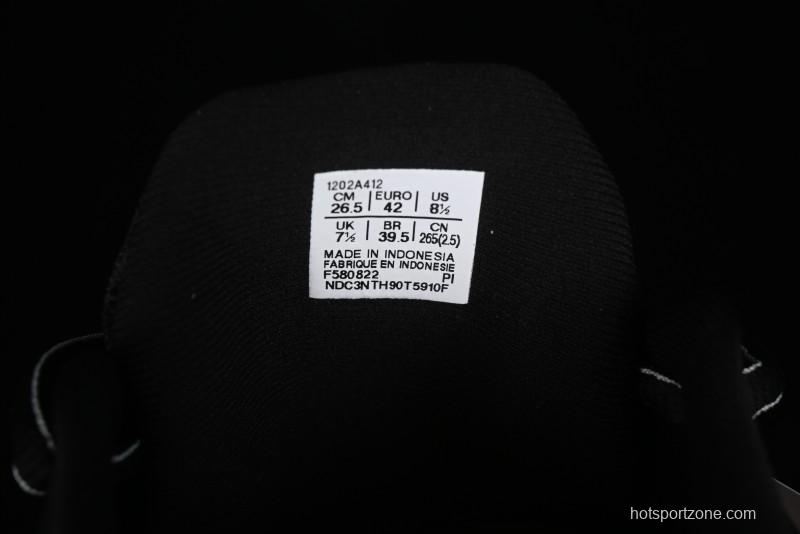 1202A412
CM | EURO | US
26.5 | 42 | 8½
UK | BR | CN
7½ | 39.5 | 265(2.5)
MADE IN INDONESIA
FABRIQUE EN INDONESIE
F580822 PI
NDC3NTH90T5910F
hotsportzone.com